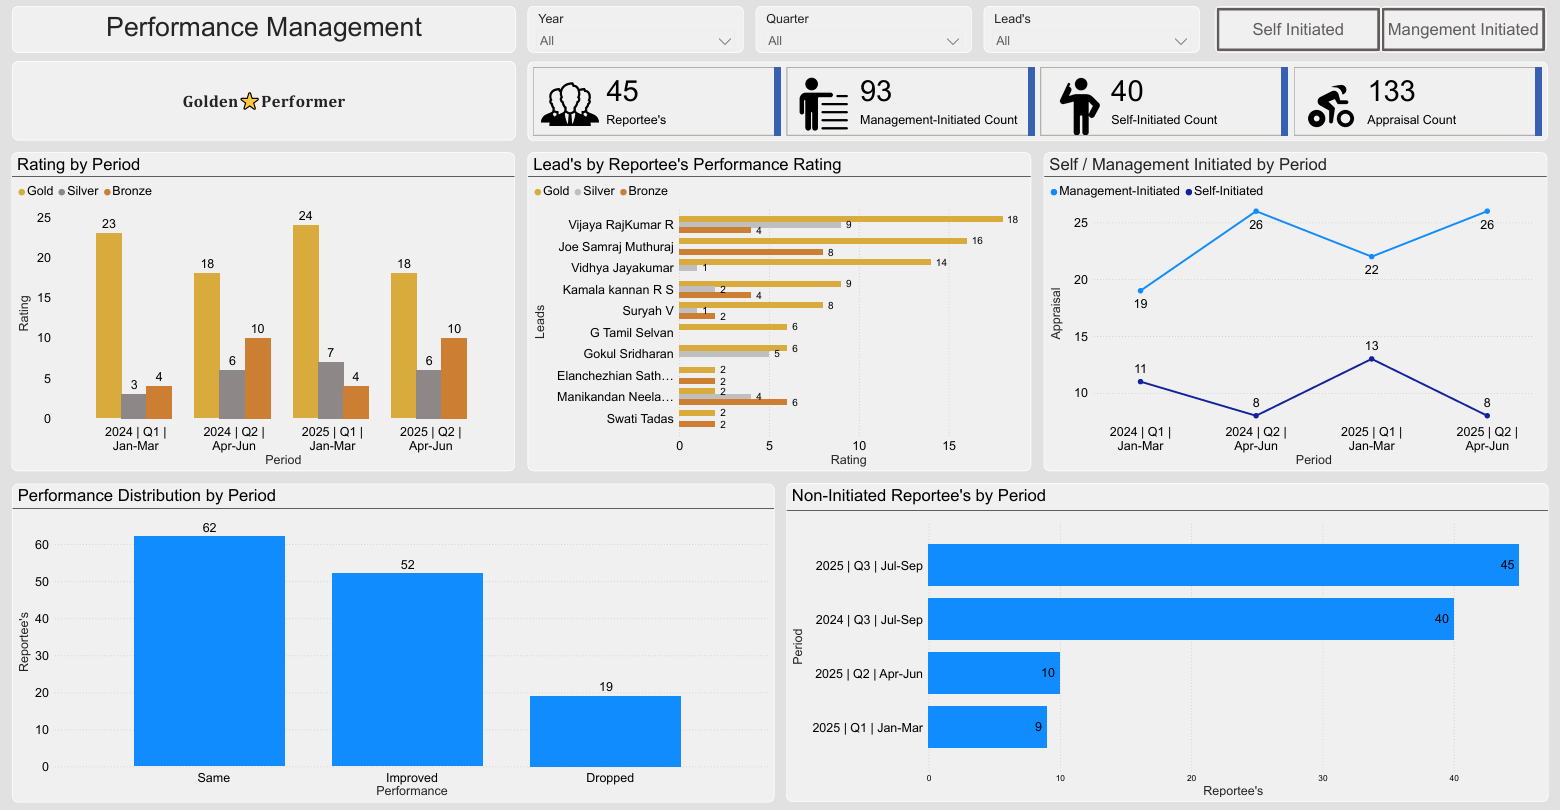 Performance Management
Year
All
Quarter
All
Lead's
All
Self Initiated
Mangement Initiated
Golden Performer
45
Reportee's
93
Management-Initiated Count
40
Self-Initiated Count
133
Appraisal Count
Rating by Period
Gold Silver Bronze
Rating
25
20
15
10
5
0
23
3
4
18
6
10
24
7
4
18
6
10
2024 | Q1 |
Jan-Mar
2024 | Q2 |
Apr-Jun
2025 | Q1 |
Jan-Mar
2025 | Q2 |
Apr-Jun
Period
Lead's by Reportee's Performance Rating
Gold Silver Bronze
Leads
Vijaya RajKumar R
18
9
4
Joe Samraj Muthuraj
16
8
Vidhya Jayakumar
14
1
Kamala kannan R S
9
2
4
Suryah V
8
1
2
G Tamil Selvan
6
Gokul Sridharan
6
5
Elanchezhian Sath…
2
2
Manikandan Neela…
2
4
6
Swati Tadas
2
2
0 5 10 15
Rating
Self / Management Initiated by Period
Management-Initiated Self-Initiated
Appraisal
25
20
15
10
19
26
22
26
11
8
13
8
2024 | Q1 |
Jan-Mar
2024 | Q2 |
Apr-Jun
2025 | Q1 |
Jan-Mar
2025 | Q2 |
Apr-Jun
Period
Performance Distribution by Period
Reportee's
60
50
40
30
20
10
0
62
52
19
Same Improved Dropped
Performance
Non-Initiated Reportee's by Period
Period
2025 | Q3 | Jul-Sep 45
2024 | Q3 | Jul-Sep 40
2025 | Q2 | Apr-Jun 10
2025 | Q1 | Jan-Mar 9
0 10 20 30 40
Reportee's